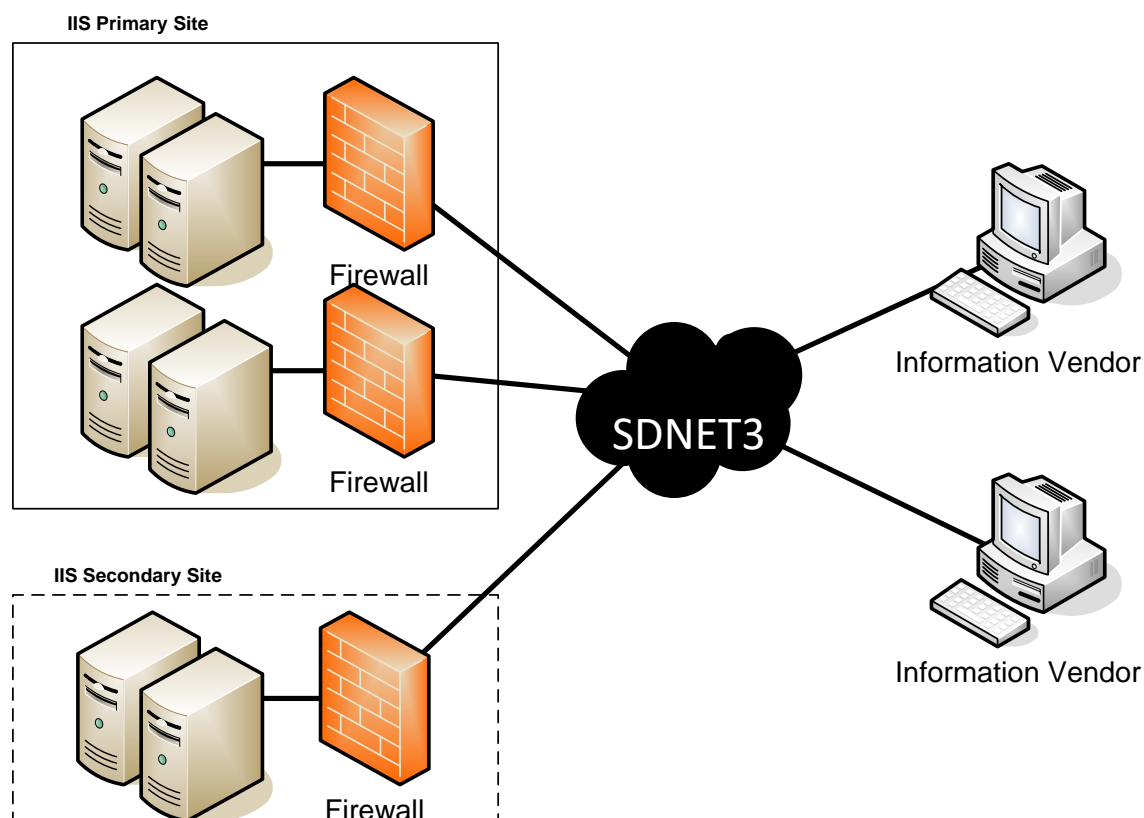 IIS Primary Site
Firewall
Firewall
SDNET3
Information Vendor
Information Vendor
IIS Secondary Site
Firewall